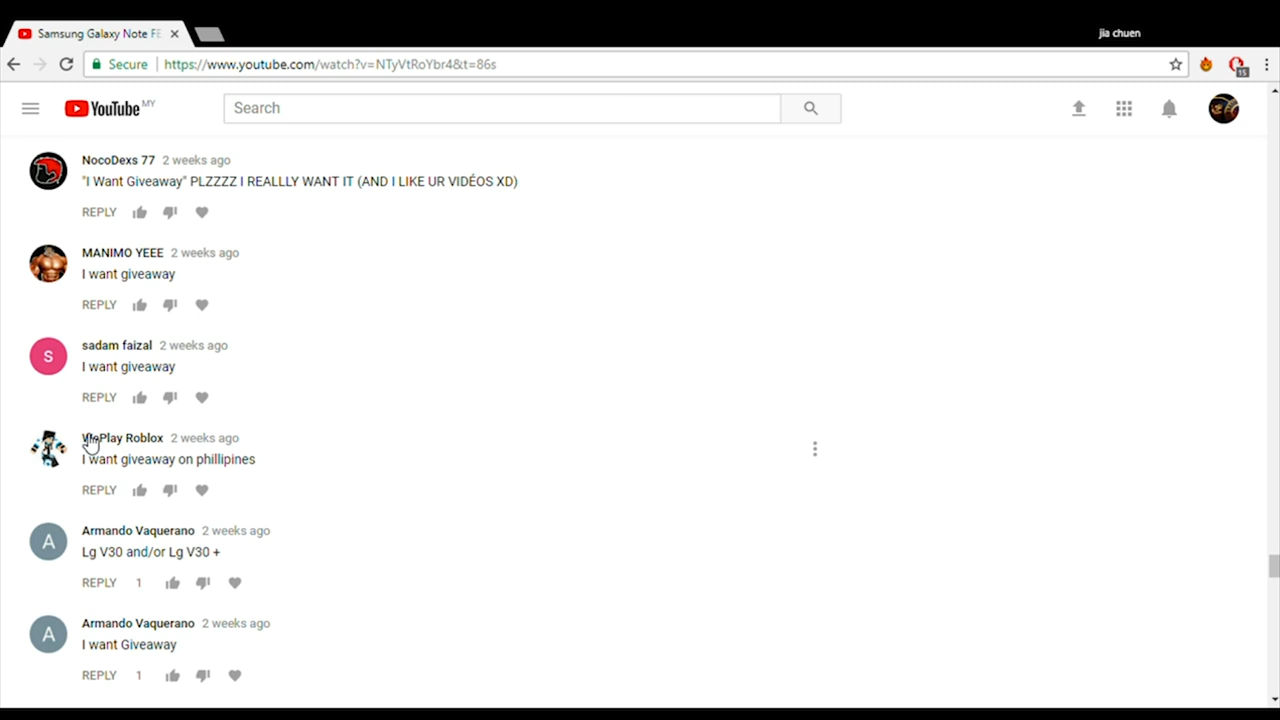 Samsung Galaxy Note FE
jia chuen
Secure https://www.youtube.com/watch?v=NTyVtRoYbr4&t=86s
15
YouTube MY
Search
NocoDexs 77 2 weeks ago
"I Want Giveaway" PLZZZZ I REALLLY WANT IT (AND I LIKE UR VIDÉOS XD)
REPLY
MANIMO YEEE 2 weeks ago
I want giveaway
REPLY
S
sadam faizal 2 weeks ago
I want giveaway
REPLY
Roblox 2 weeks ago
I want giveaway on phillipines
REPLY
A
Armando Vaquerano 2 weeks ago
Lg V30 and/or Lg V30 +
REPLY 1
A
Armando Vaquerano 2 weeks ago
I want Giveaway
REPLY 1